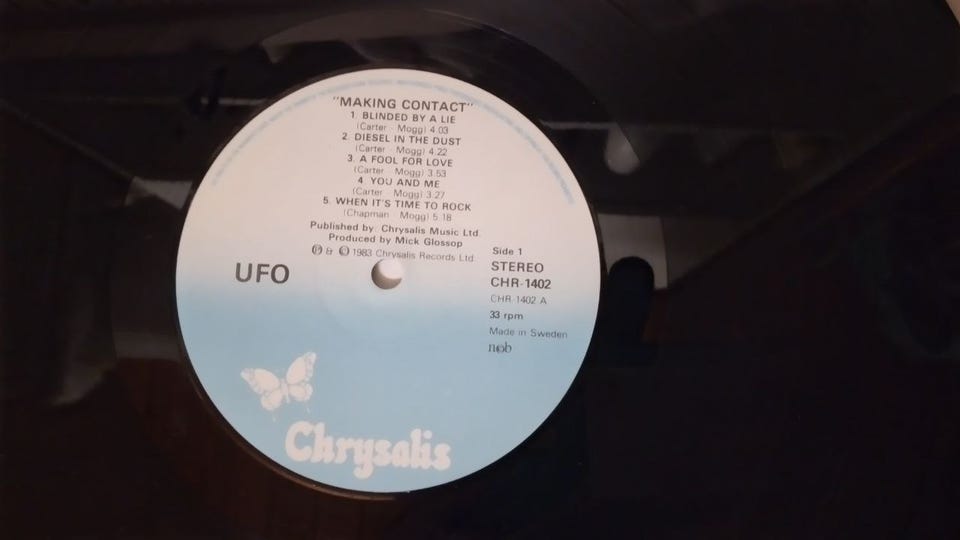 "MAKING CONTACT"
1. BLINDED BY A LIE
(Carter - Mogg) 4.03
2. DIESEL IN THE DUST
(Carter - Mogg) 4.22
3. A FOOL FOR LOVE
(Carter - Mogg) 3.53
4. YOU AND ME
(Carter - Mogg) 3.27
5. WHEN IT'S TIME TO ROCK
(Chapman - Mogg) 5.18
Published by: Chrysalis Music Ltd.
Produced by Mick Glossop
℗ & © 1983 Chrysalis Records Ltd.
UFO
Side 1
STEREO
CHR-1402
CHR-1402 A
33 rpm
Made in Sweden
ncb
Chrysalis